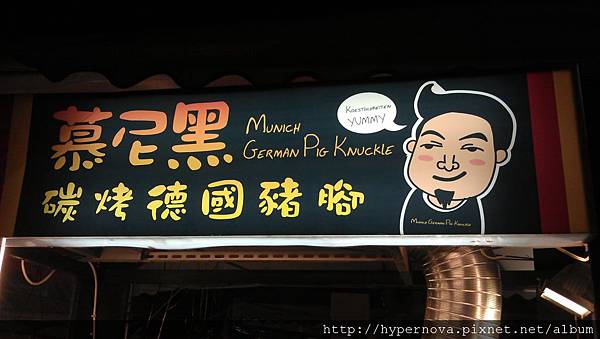 慕尼黑
MUNICH
GERMAN PIG KNUCKLE
碳烤德國豬腳
KOESTLICHKEITEN
YUMMY
MUNICH GERMAN PIG KNUCKLE
http://hypernova.pixnet.net/album